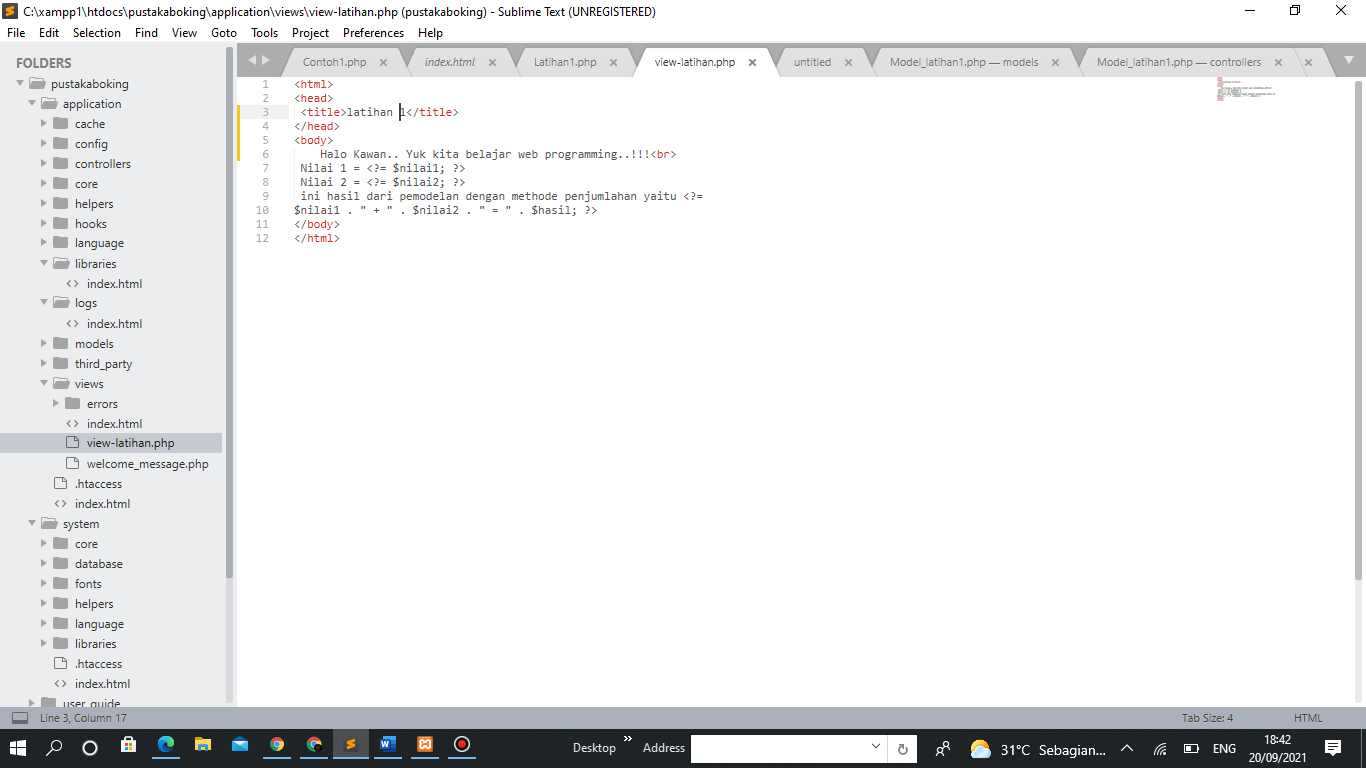 C:\xampp1\htdocs\pustakaboking\application\views\view-latihan.php (pustakaboking) - Sublime Text (UNREGISTERED)
File Edit Selection Find View Goto Tools Project Preferences Help
FOLDERS
pustakaboking
application
cache
config
controllers
core
helpers
hooks
language
libraries
index.html
logs
index.html
models
third_party
views
errors
index.html
view-latihan.php
welcome_message.php
.htaccess
index.html
system
core
database
fonts
helpers
language
libraries
.htaccess
index.html
user_guide
Contoh1.php index.html Latihan1.php view-latihan.php untitled Model_latihan1.php — models Model_latihan1.php — controllers
1 <html>
2 <head>
3 <title>latihan 1</title>
4 </head>
5 <body>
6 Halo Kawan.. Yuk kita belajar web programming..!!!<br>
7 Nilai 1 = <?= $nilai1; ?>
8 Nilai 2 = <?= $nilai2; ?>
9 ini hasil dari pemodelan dengan methode penjumlahan yaitu <?=
10 $nilai1 . " + " . $nilai2 . " = " . $hasil; ?>
11 </body>
12 </html>
Line 3, Column 17 Tab Size: 4 HTML
Desktop Address 31°C Sebagian... ENG 18:42
20/09/2021